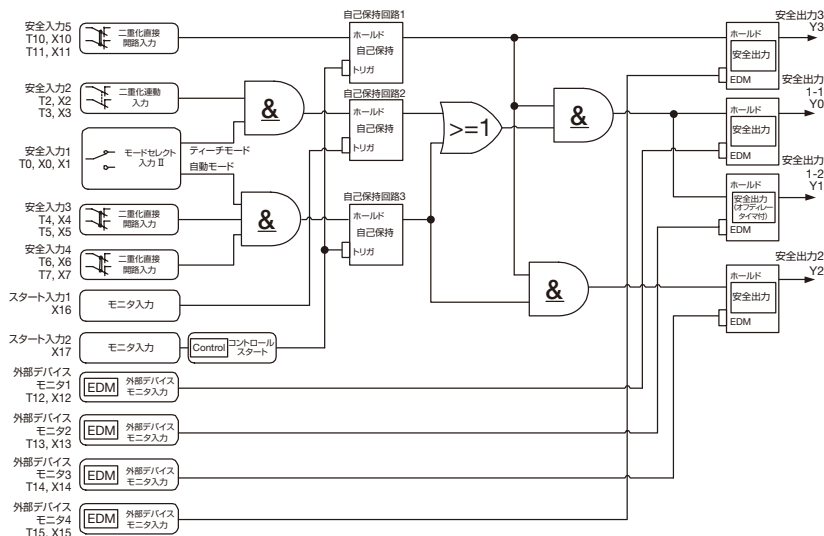 安全入力5
T10, X10
T11, X11
二重化直接
開路入力
安全入力2
T2, X2
T3, X3
二重化連動
入力
安全入力1
T0, X0, X1
モードセレクト
入力 II
ティーチモード
自動モード
安全入力3
T4, X4
T5, X5
二重化直接
開路入力
安全入力4
T6, X6
T7, X7
二重化直接
開路入力
スタート入力1
X16
モニタ入力
スタート入力2
X17
モニタ入力
Control
コントロール
スタート
外部デバイス
モニタ1
T12, X12
EDM
外部デバイス
モニタ入力
外部デバイス
モニタ2
T13, X13
EDM
外部デバイス
モニタ入力
外部デバイス
モニタ3
T14, X14
EDM
外部デバイス
モニタ入力
外部デバイス
モニタ4
T15, X15
EDM
外部デバイス
モニタ入力
&
&
自己保持回路1
ホールド
自己保持
トリガ
自己保持回路2
ホールド
自己保持
トリガ
自己保持回路3
ホールド
自己保持
トリガ
>=1
&
&
安全出力3
Y3
ホールド
安全出力
EDM
安全出力
1-1
Y0
ホールド
安全出力
EDM
安全出力
1-2
Y1
ホールド
安全出力
(オフディレー
タイマ付)
EDM
安全出力2
Y2
ホールド
安全出力
EDM